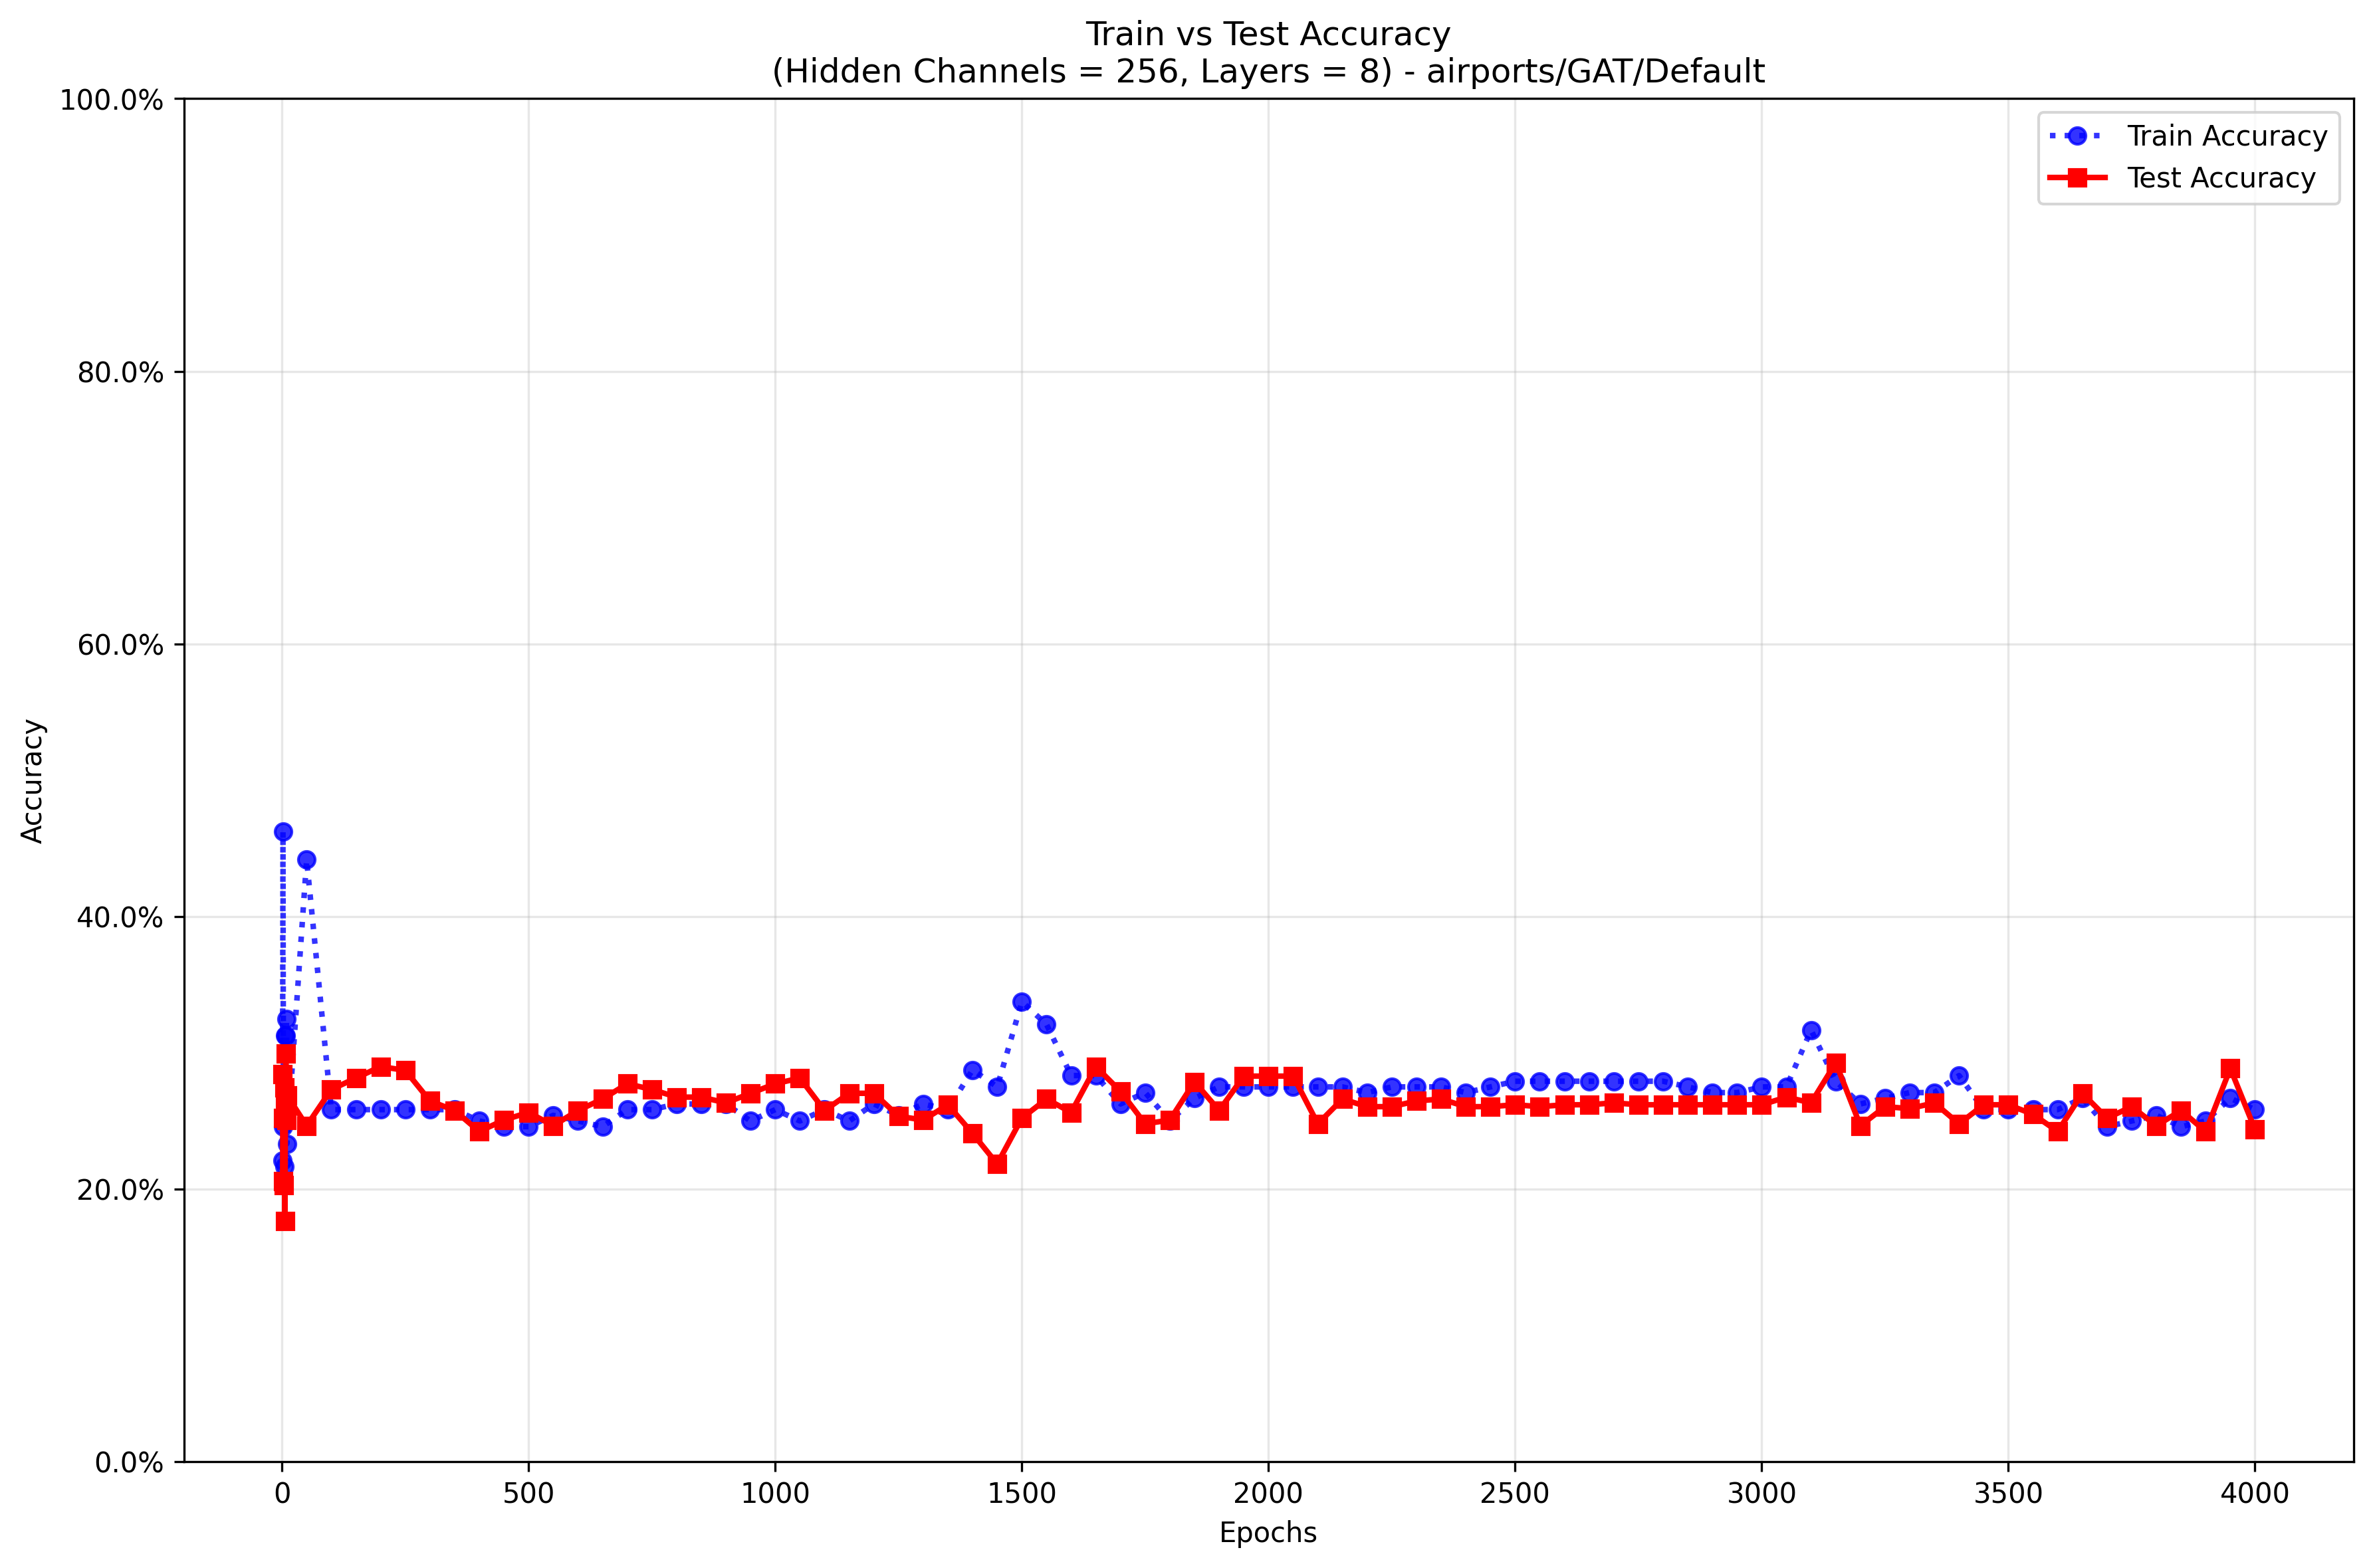 Train vs Test Accuracy
(Hidden Channels = 256, Layers = 8) - airports/GAT/Default
100.0%
80.0%
60.0%
40.0%
20.0%
0.0%
Accuracy
Train Accuracy
Test Accuracy
0
500
1000
1500
2000
2500
3000
3500
4000
Epochs